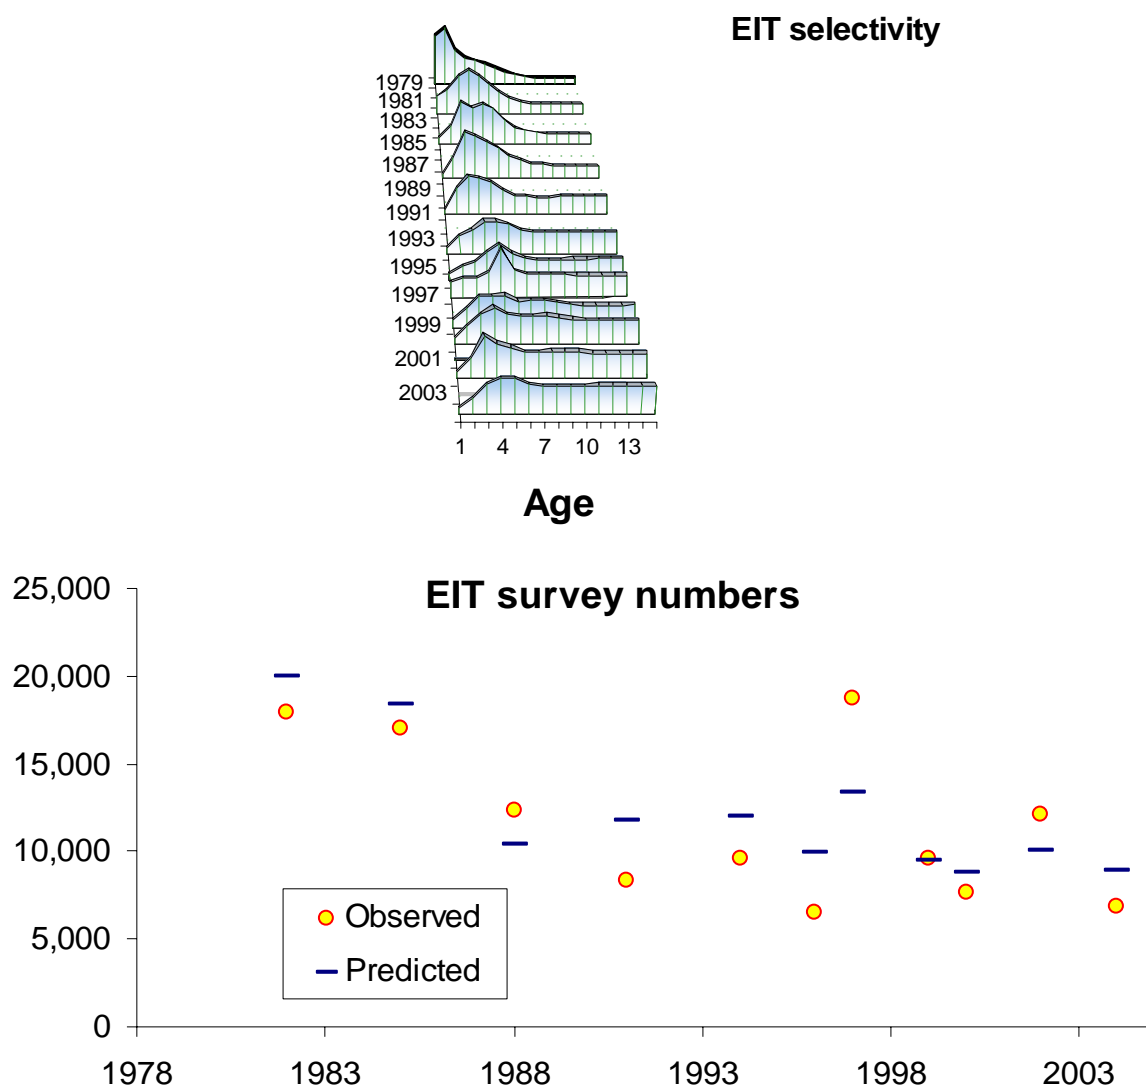 EIT selectivity
1979
1981
1983
1985
1987
1989
1991
1993
1995
1997
1999
2001
2003
1 4 7 10 13
Age
EIT survey numbers
25,000
20,000
15,000
10,000
5,000
0
Observed
Predicted
1978 1983 1988 1993 1998 2003